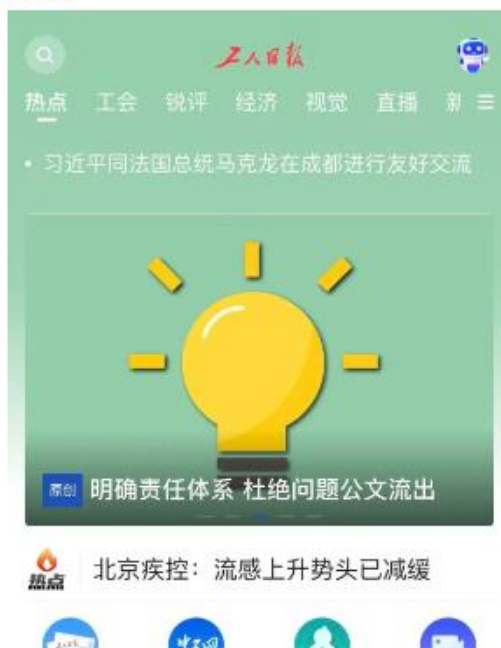 工人日报
热点 工会 锐评 经济 视觉 直播
• 习近平同法国总统马克龙在成都进行友好交流
原创 明确责任体系 杜绝问题公文流出
热点 北京疾控：流感上升势头已减缓